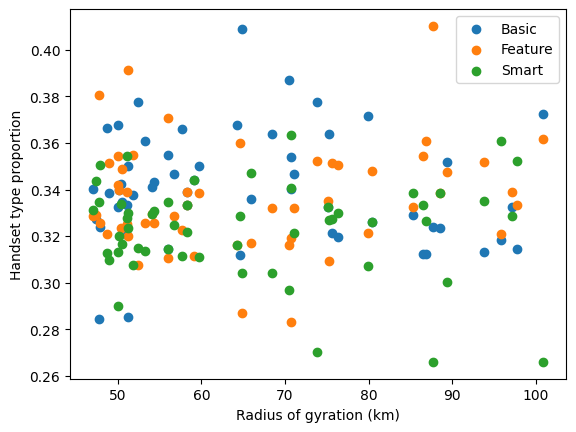 Basic
Feature
Smart
Handset type proportion
0.40
0.38
0.36
0.34
0.32
0.30
0.28
0.26
50
60
70
80
90
100
Radius of gyration (km)